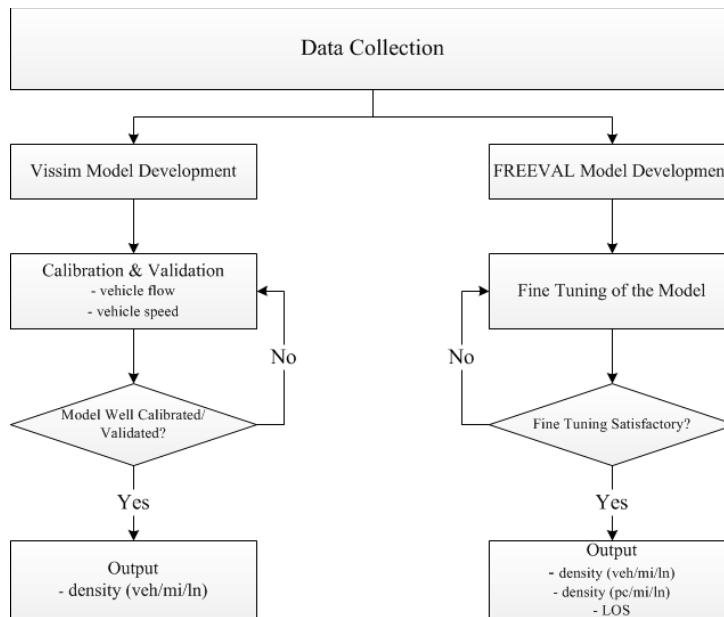 Data Collection
Vissim Model Development
FREEVAL Model Development
Calibration & Validation
- vehicle flow
- vehicle speed
Fine Tuning of the Model
No
No
Model Well Calibrated/
Validated?
Fine Tuning Satisfactory?
Yes
Yes
Output
- density (veh/mi/ln)
Output
- density (veh/mi/ln)
- density (pc/mi/ln)
- LOS